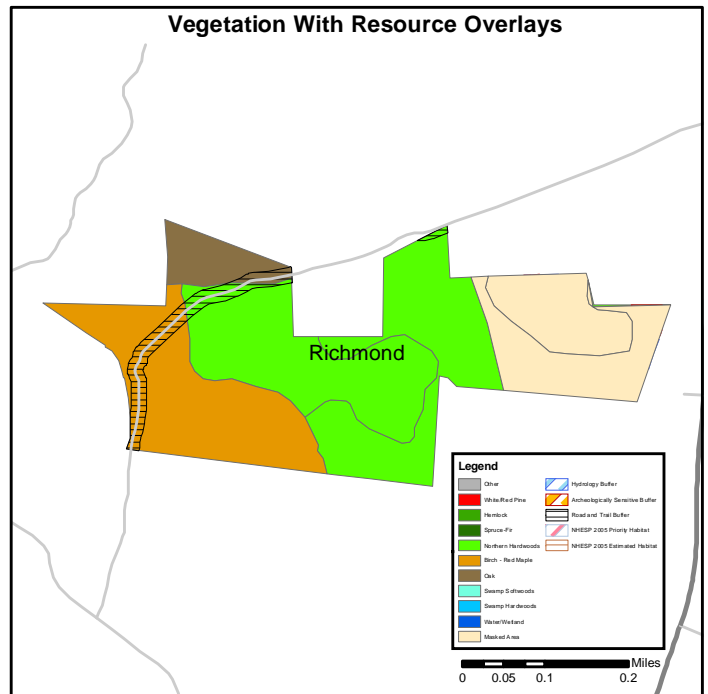 Vegetation With Resource Overlays
Richmond
Legend
Other
White/Red Pine
Hemlock
Spruce-Fir
Northern Hardwoods
Birch - Red Maple
Oak
Swamp Softwoods
Swamp Hardwoods
Water/Wetland
Masked Area
Hydrology Buffer
Archeologically Sensitive Buffer
Road and Trail Buffer
NHESP 2005 Priority Habitat
NHESP 2005 Estimated Habitat
Miles
0 0.05 0.1 0.2